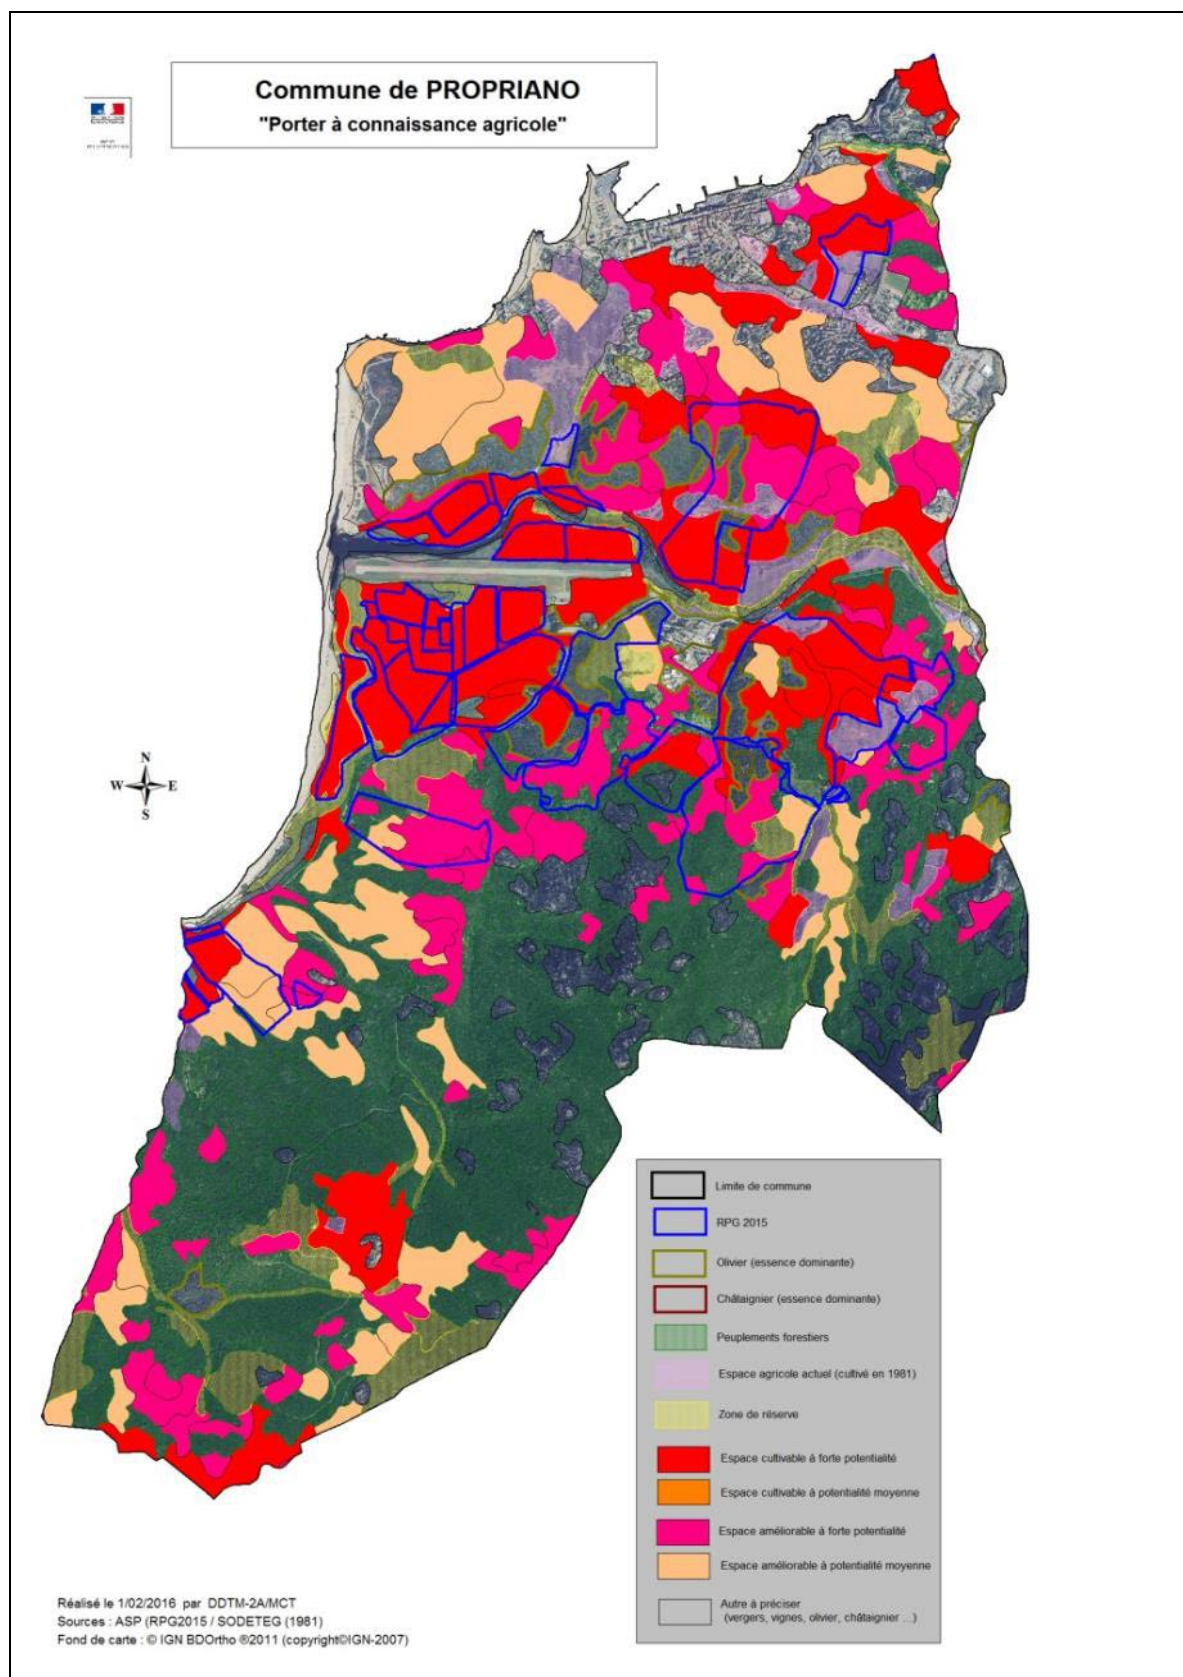 Commune de PROPRIANO
"Porter à connaissance agricole"
N
W E
S
Limite de commune
RPG 2015
Olivier (essence dominante)
Châtaignier (essence dominante)
Peuplements forestiers
Espace agricole actuel (cultivé en 1981)
Zone de réserve
Espace cultivable à forte potentialité
Espace cultivable à potentialité moyenne
Espace améliorable à forte potentialité
Espace améliorable à potentialité moyenne
Autre à préciser
(vergers, vignes, olivier, châtaignier ...)
Réalisé le 1/02/2016 par DDTM-2A/MCT
Sources : ASP (RPG2015 / SODETEG (1981)
Fond de carte : © IGN BDOrtho ®2011 (copyright©IGN-2007)